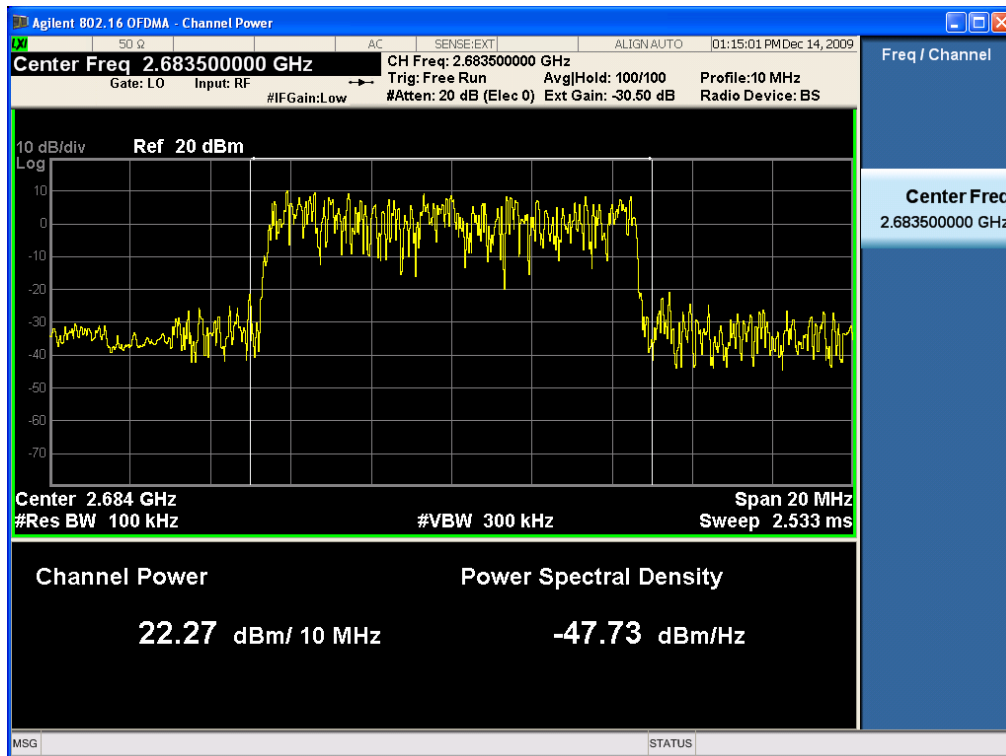 Agilent 802.16 OFDMA - Channel Power
LXI 50 Ω AC SENSE:EXT ALIGN AUTO 01:15:01 PM Dec 14, 2009
Center Freq 2.683500000 GHz
Gate: LO Input: RF
#IFGain:Low
CH Freq: 2.683500000 GHz
Trig: Free Run Avg|Hold: 100/100 Profile:10 MHz
#Atten: 20 dB (Elec 0) Ext Gain: -30.50 dB Radio Device: BS
Freq / Channel
Center Freq
2.683500000 GHz
10 dB/div Ref 20 dBm
Log
10
0
-10
-20
-30
-40
-50
-60
-70
Center 2.684 GHz Span 20 MHz
#Res BW 100 kHz #VBW 300 kHz Sweep 2.533 ms
Channel Power Power Spectral Density
22.27 dBm/ 10 MHz -47.73 dBm/Hz
MSG STATUS